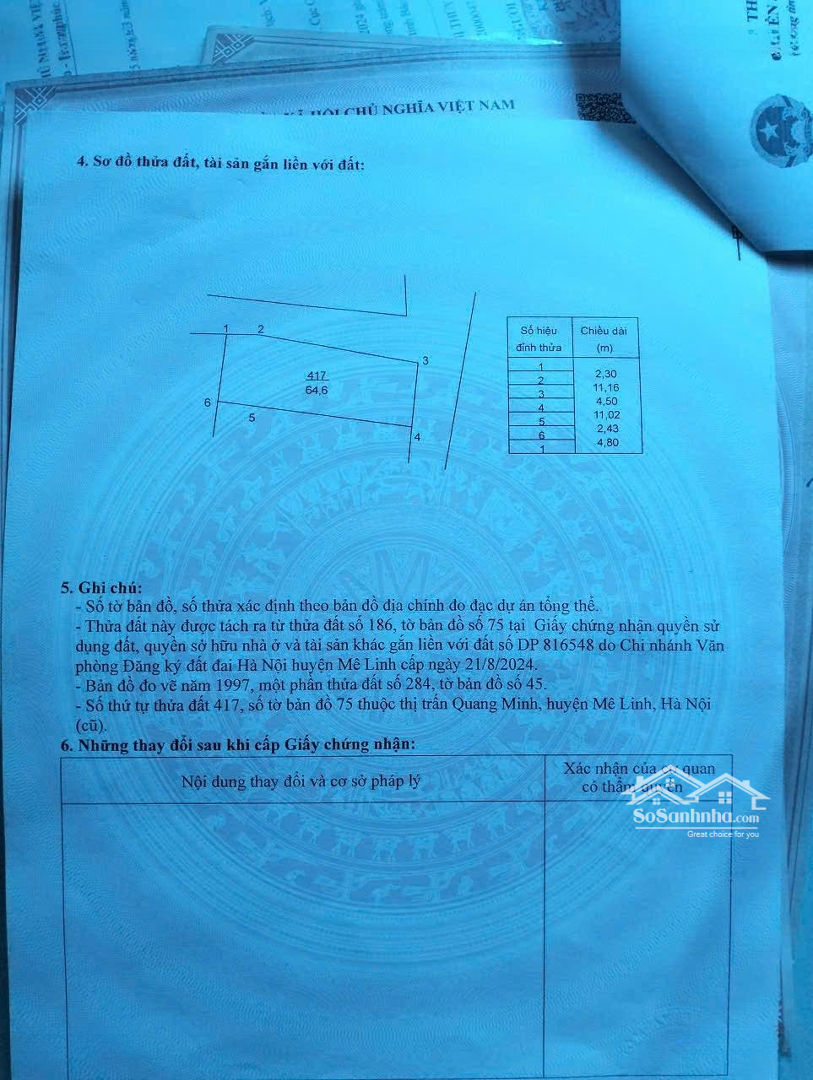 HỘI CHỦ NGHĨA VIỆT NAM
4. Sơ đồ thửa đất, tài sản gắn liền với đất:
1 2
3
417
64,6
6
5
4
Số hiệu đỉnh thửa
Chiều dài (m)
1
2,30
2
11,16
3
4,50
4
11,02
5
2,43
6
4,80
1
5. Ghi chú:
- Số tờ bản đồ, số thửa xác định theo bản đồ địa chính đo đạc dự án tổng thể.
- Thửa đất này được tách ra từ thửa đất số 186, tờ bản đồ số 75 tại Giấy chứng nhận quyền sử
dụng đất, quyền sở hữu nhà ở và tài sản khác gắn liền với đất số DP 816548 do Chi nhánh Văn
phòng Đăng ký đất đai Hà Nội huyện Mê Linh cấp ngày 21/8/2024.
- Bản đồ đo vẽ năm 1997, một phần thửa đất số 284, tờ bản đồ số 45.
- Số thứ tự thửa đất 417, số tờ bản đồ 75 thuộc thị trấn Quang Minh, huyện Mê Linh, Hà Nội
(cũ).
6. Những thay đổi sau khi cấp Giấy chứng nhận:
Nội dung thay đổi và cơ sở pháp lý
Xác nhận của cơ quan
có thẩm quyền
SoSanhnha.com
Great choice for you